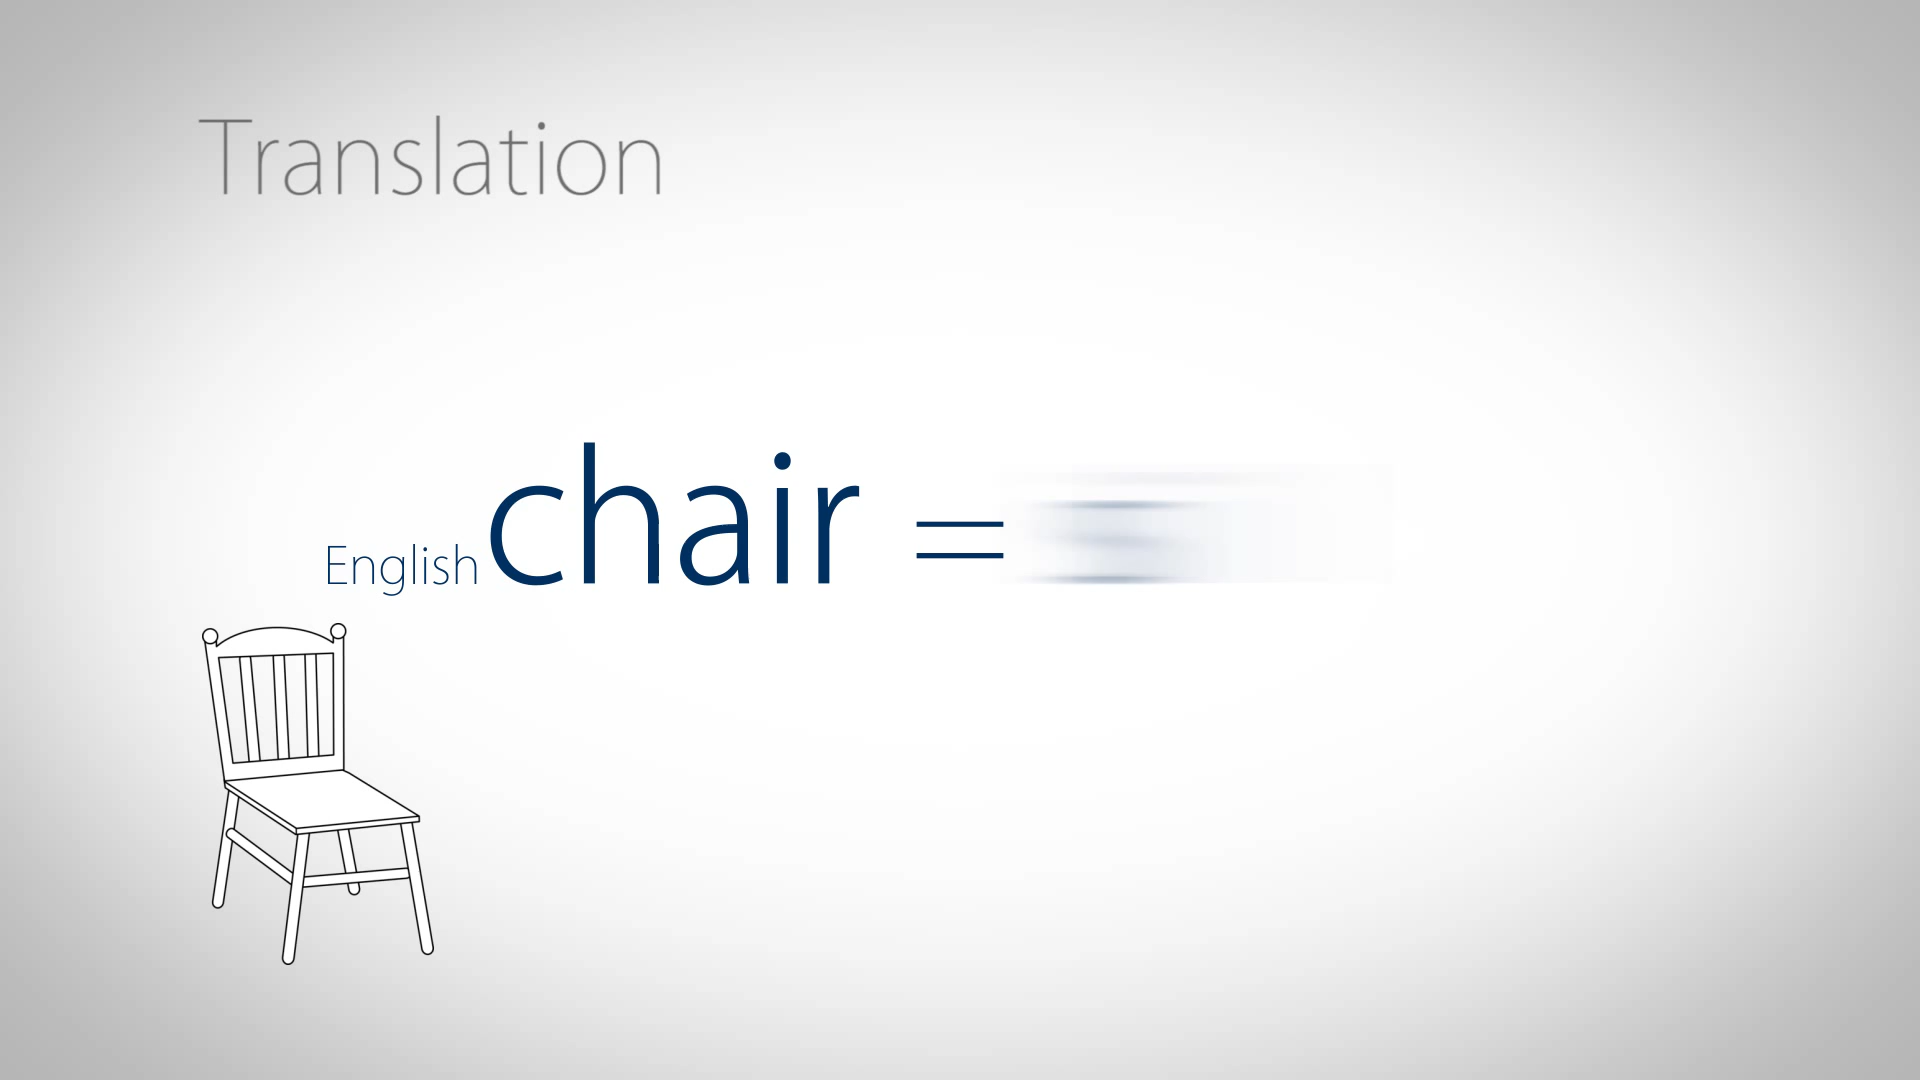 Translation
English chair =